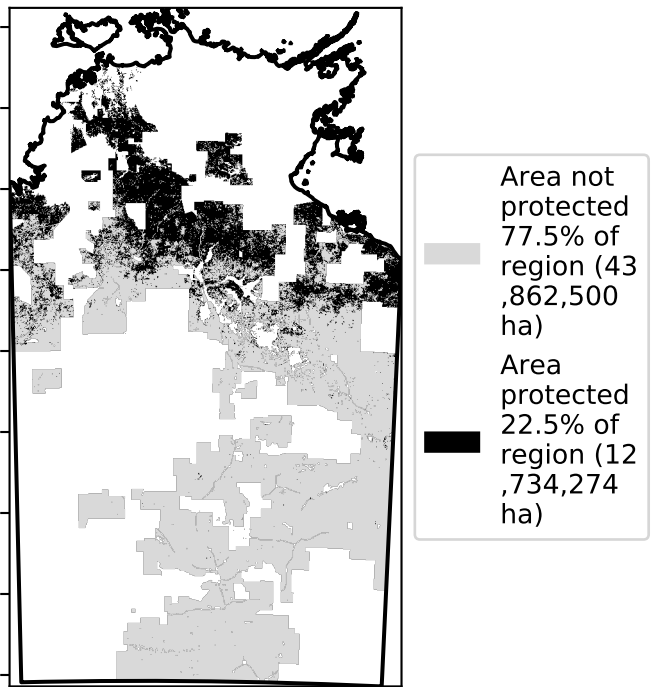 Area not
protected
77.5% of
region (43
,862,500
ha)
Area
protected
22.5% of
region (12
,734,274
ha)